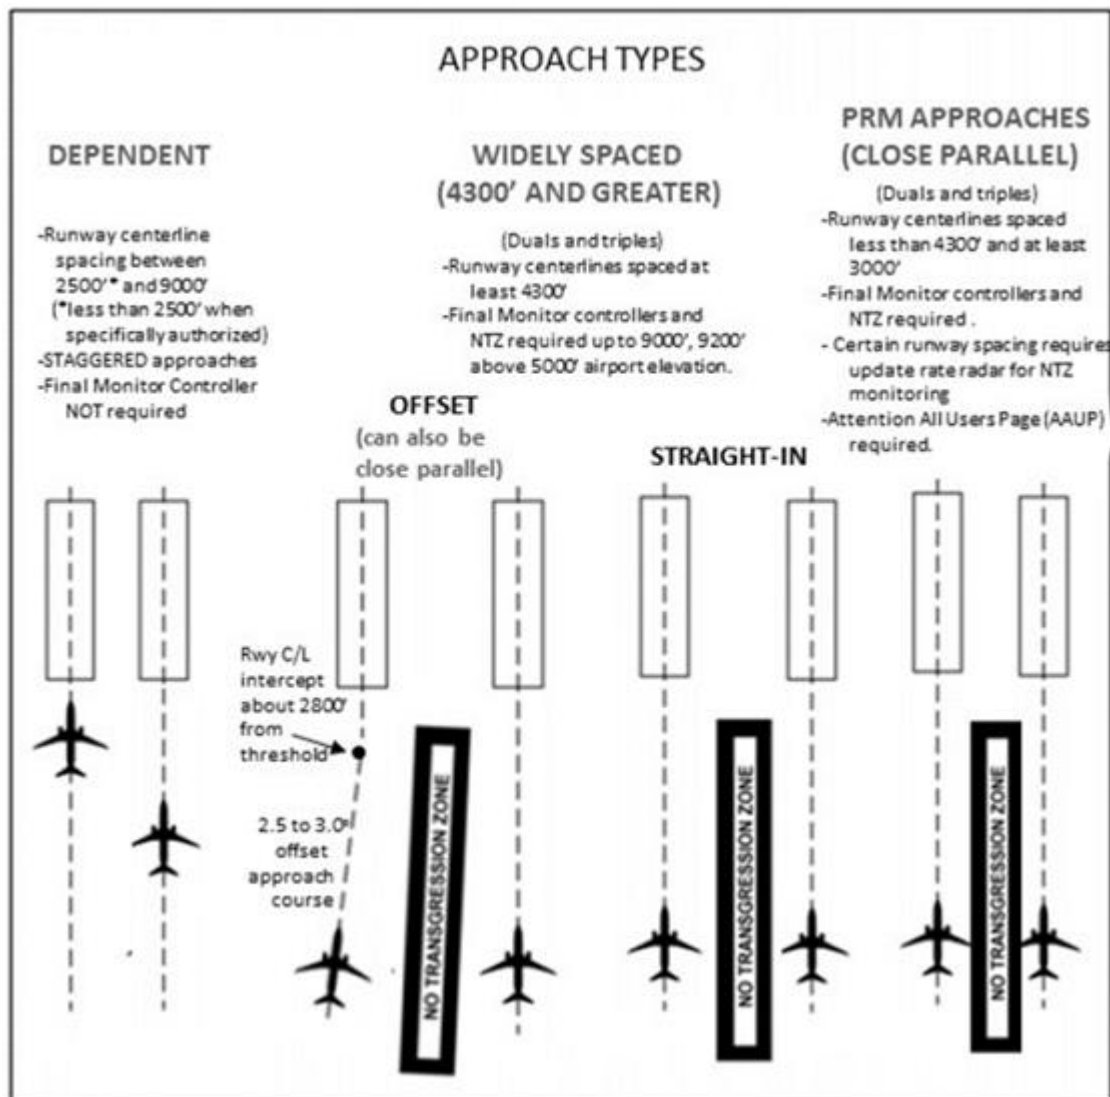 APPROACH TYPES
DEPENDENT
-Runway centerline
spacing between
2500'* and 9000'
(*less than 2500' when
specifically authorized)
-STAGGERED approaches
-Final Monitor Controller
NOT required
WIDELY SPACED
(4300' AND GREATER)
(Duals and triples)
-Runway centerlines spaced at
least 4300'
-Final Monitor controllers and
NTZ required up to 9000', 9200'
above 5000' airport elevation.
PRM APPROACHES
(CLOSE PARALLEL)
(Duals and triples)
-Runway centerlines spaced
less than 4300' and at least
3000'
-Final Monitor controllers and
NTZ required .
- Certain runway spacing requires
update rate radar for NTZ
monitoring
-Attention All Users Page (AAUP)
required.
OFFSET
(can also be
close parallel)
STRAIGHT-IN
Rwy C/L
intercept
about 2800'
from
threshold
2.5 to 3.0°
offset
approach
course
NO TRANSGRESSION ZONE
NO TRANSGRESSION ZONE
NO TRANSGRESSION ZONE